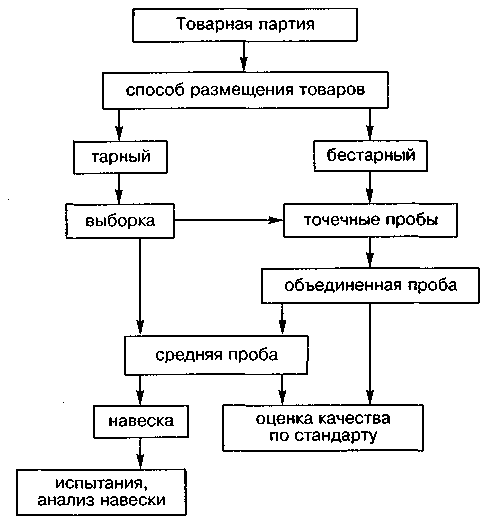 Товарная партия
способ размещения товаров
тарный
бестарный
выборка
точечные пробы
объединенная проба
средняя проба
навеска
оценка качества
по стандарту
испытания,
анализ навески